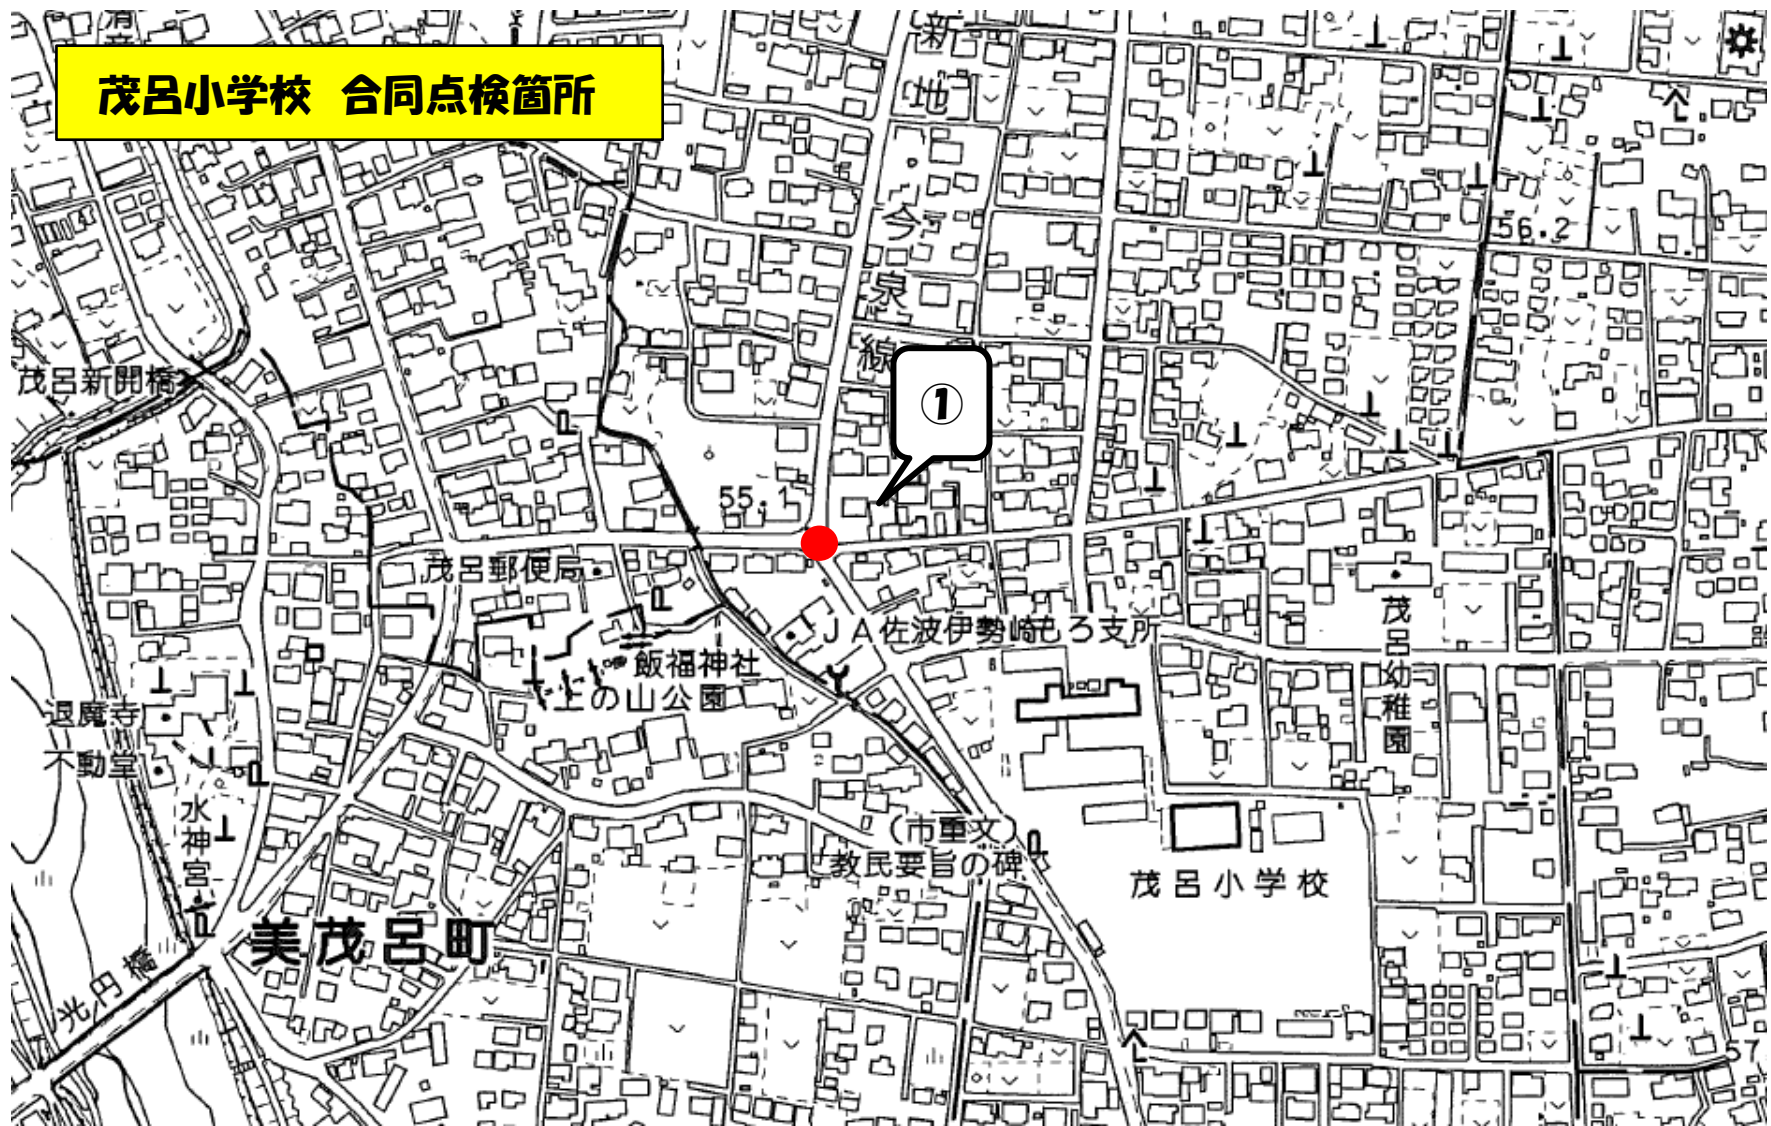 茂呂小学校 合同点検箇所
新地・今泉線
56.2
茂呂新開橋
①
55.1
茂呂郵便局
JA佐波伊勢崎もろ支所
飯福神社
上の山公園
茂呂幼稚園
退魔寺
不動堂
水神宮
(市重文)
教民要旨の碑
茂呂小学校
美茂呂町
光円橋
57